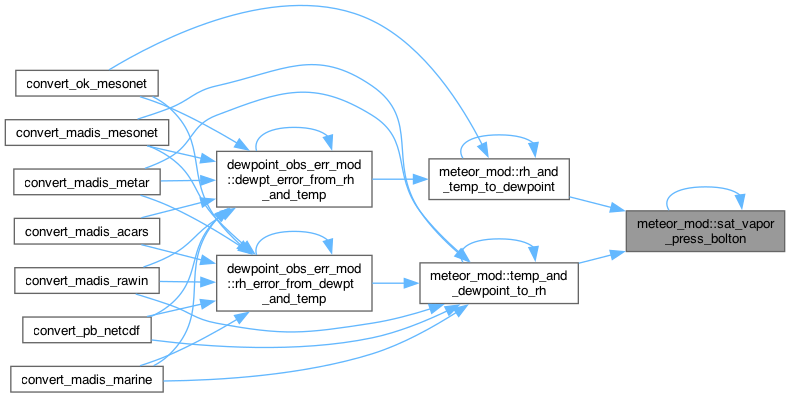 convert_ok_mesonet
convert_madis_mesonet
convert_madis_metar
convert_madis_acars
convert_madis_rawin
convert_pb_netcdf
convert_madis_marine
dewpoint_obs_err_mod
::dewpt_error_from_rh
_and_temp
dewpoint_obs_err_mod
::rh_error_from_dewpt
_and_temp
meteor_mod::rh_and
_temp_to_dewpoint
meteor_mod::temp_and
_dewpoint_to_rh
meteor_mod::sat_vapor
_press_bolton